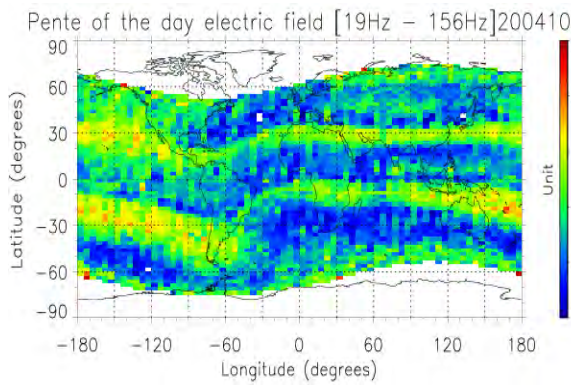 Pente of the day electric field [19Hz – 156Hz]200410
90
60
30
0
−30
−60
−90
Latitude (degrees)
−180 −120 −60 0 60 120 180
Longitude (degrees)
Unit